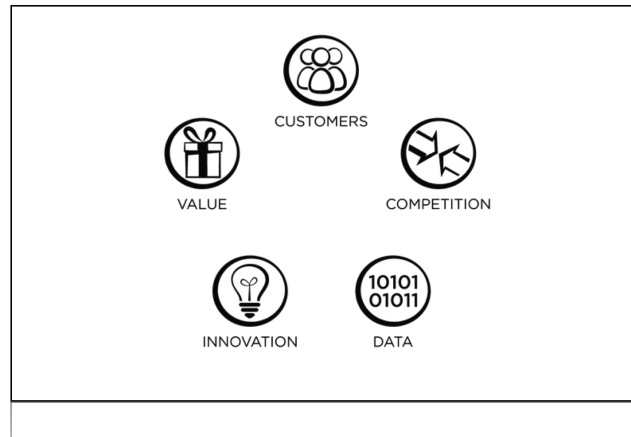 CUSTOMERS
VALUE
COMPETITION
10101
01011
INNOVATION
DATA